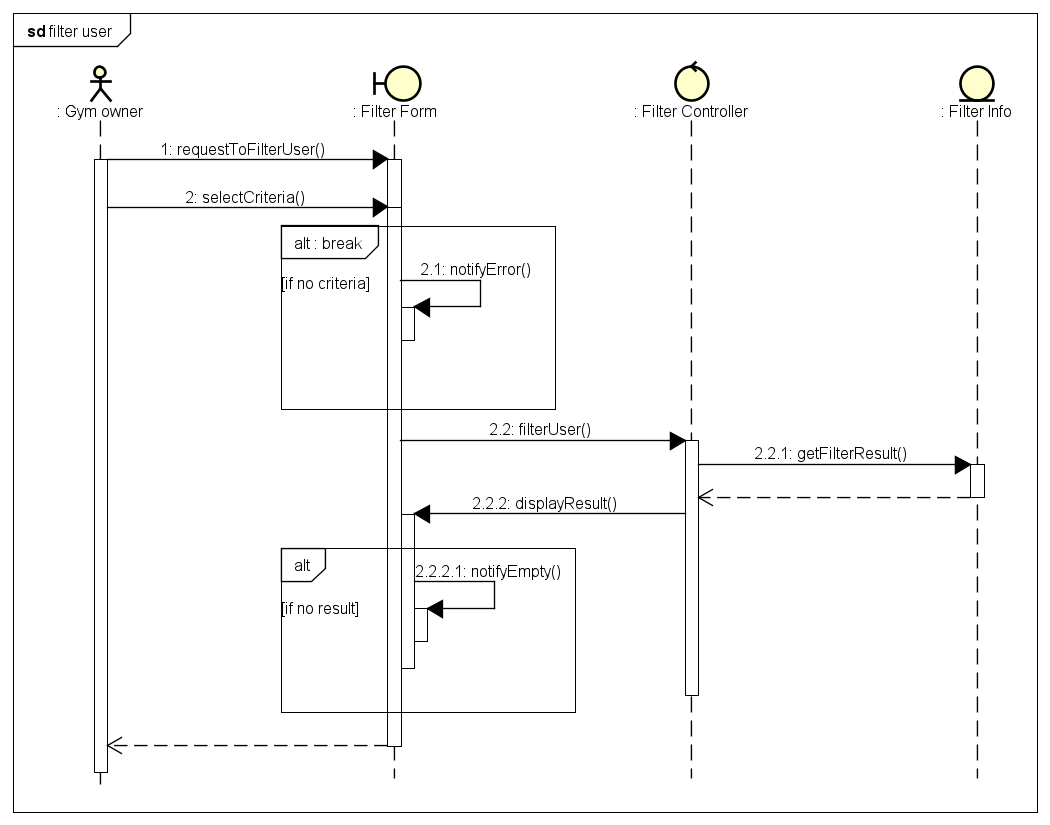 sd filter user
: Gym owner
: Filter Form
: Filter Controller
: Filter Info
1: requestToFilterUser()
2: selectCriteria()
alt : break
2.1: notifyError()
[if no criteria]
2.2: filterUser()
2.2.1: getFilterResult()
2.2.2: displayResult()
alt
2.2.2.1: notifyEmpty()
[if no result]